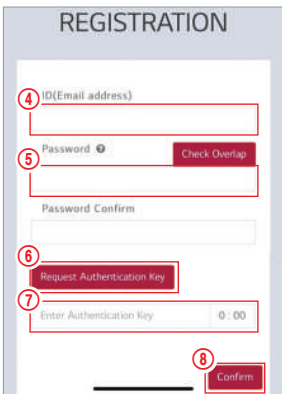 REGISTRATION
④ ID(Email address)
Password ?
Check Overlap
⑤
Password Confirm
⑥
Request Authentication Key
⑦
Enter Authentication Key 0 : 00
⑧
Confirm